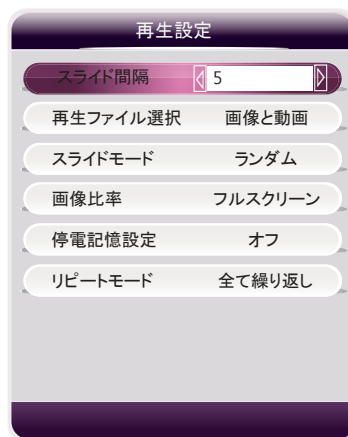 再生設定
スライド間隔 5
再生ファイル選択 画像と動画
スライドモード ランダム
画像比率 フルスクリーン
停電記憶設定 オフ
リピートモード 全て繰り返し